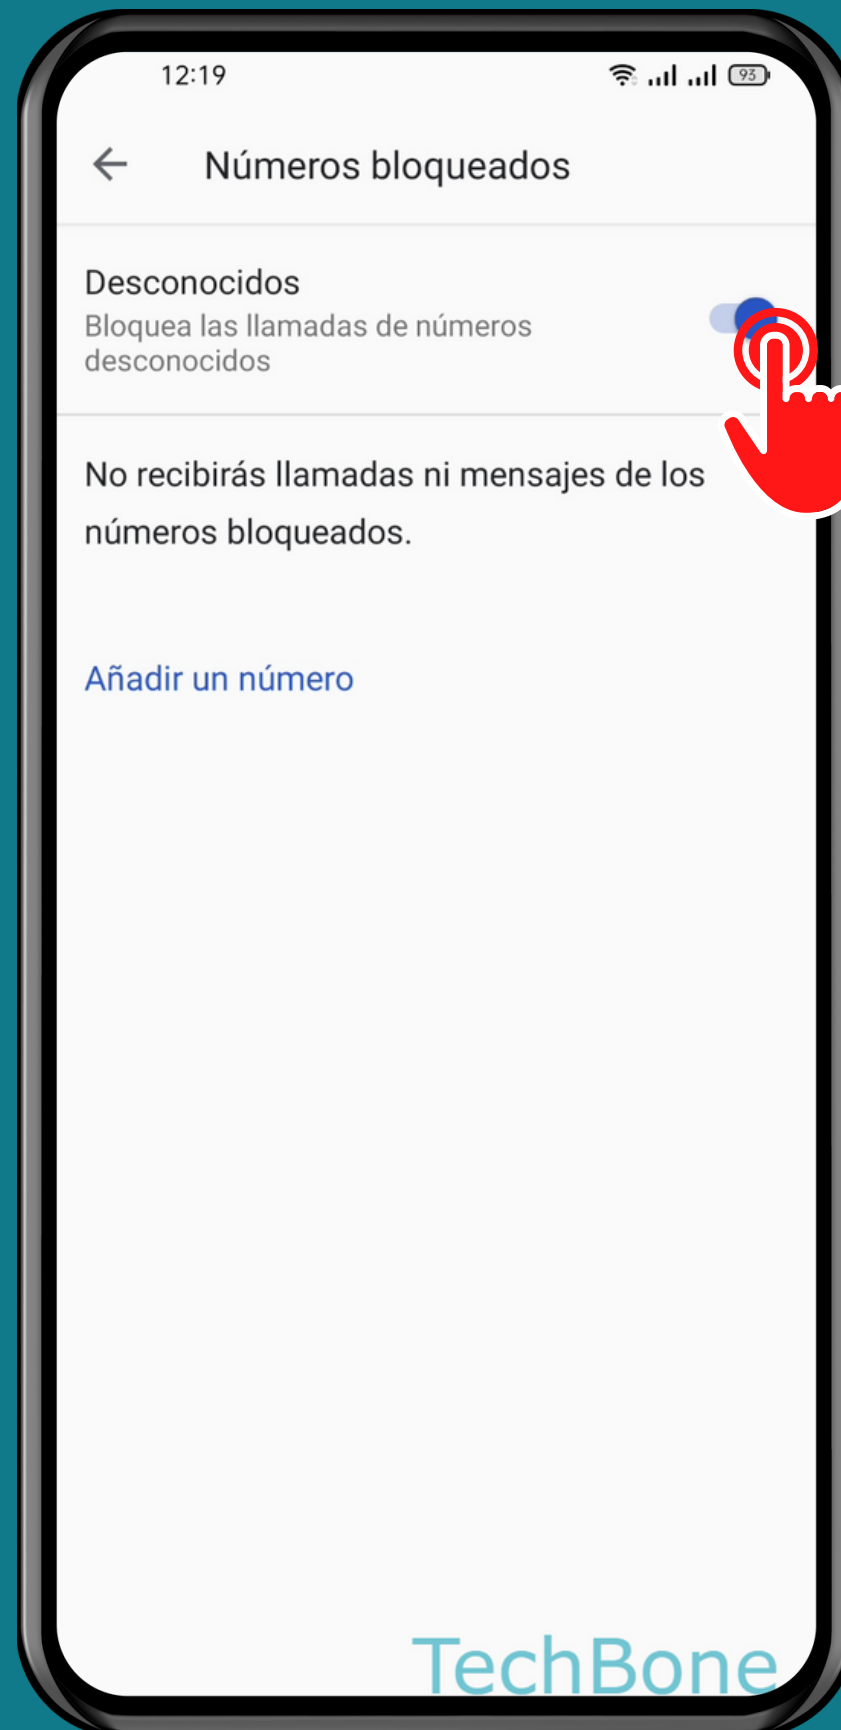 12:19
93
Números bloqueados
Desconocidos
Bloquea las llamadas de números
desconocidos
No recibirás llamadas ni mensajes de los
números bloqueados.
Añadir un número
TechBone